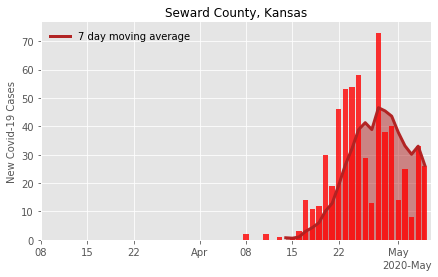 Seward County, Kansas
7 day moving average
New Covid-19 Cases
70
60
50
40
30
20
10
0
08 15 22 Apr 08 15 22 May
2020-May